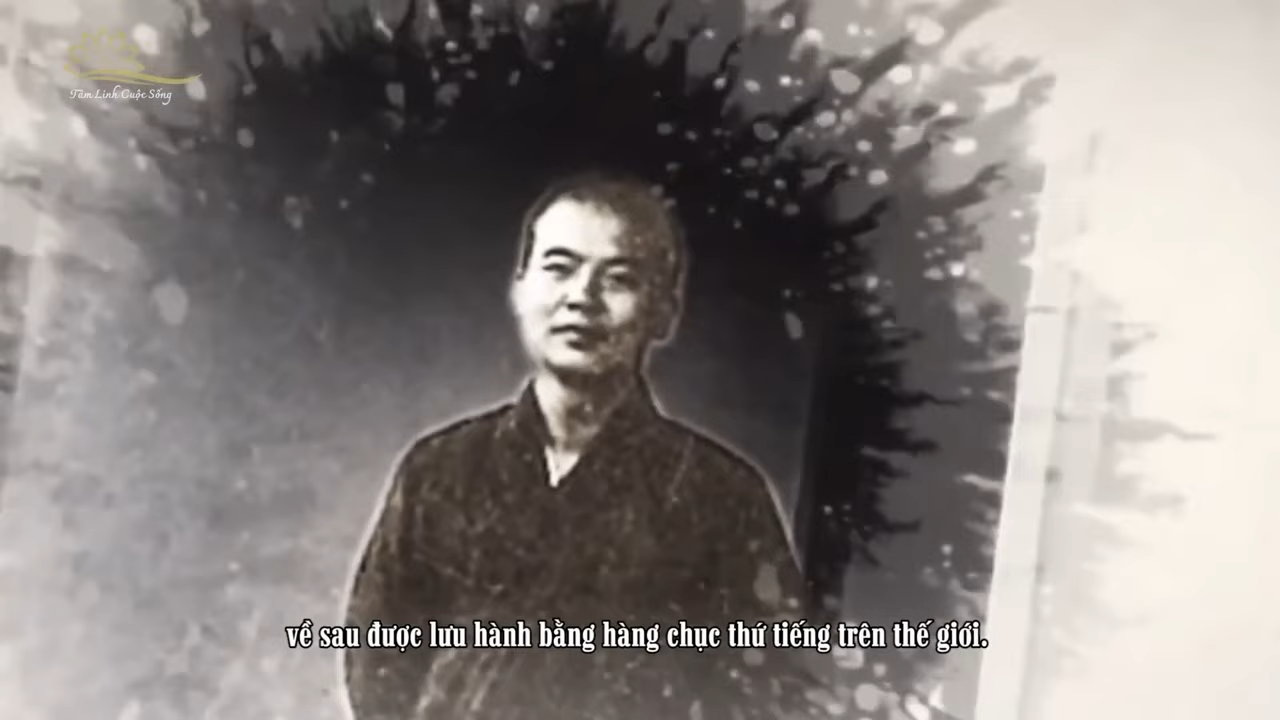 Tâm Linh Cuộc Sống
về sau được lưu hành bằng hàng chục thứ tiếng trên thế giới.